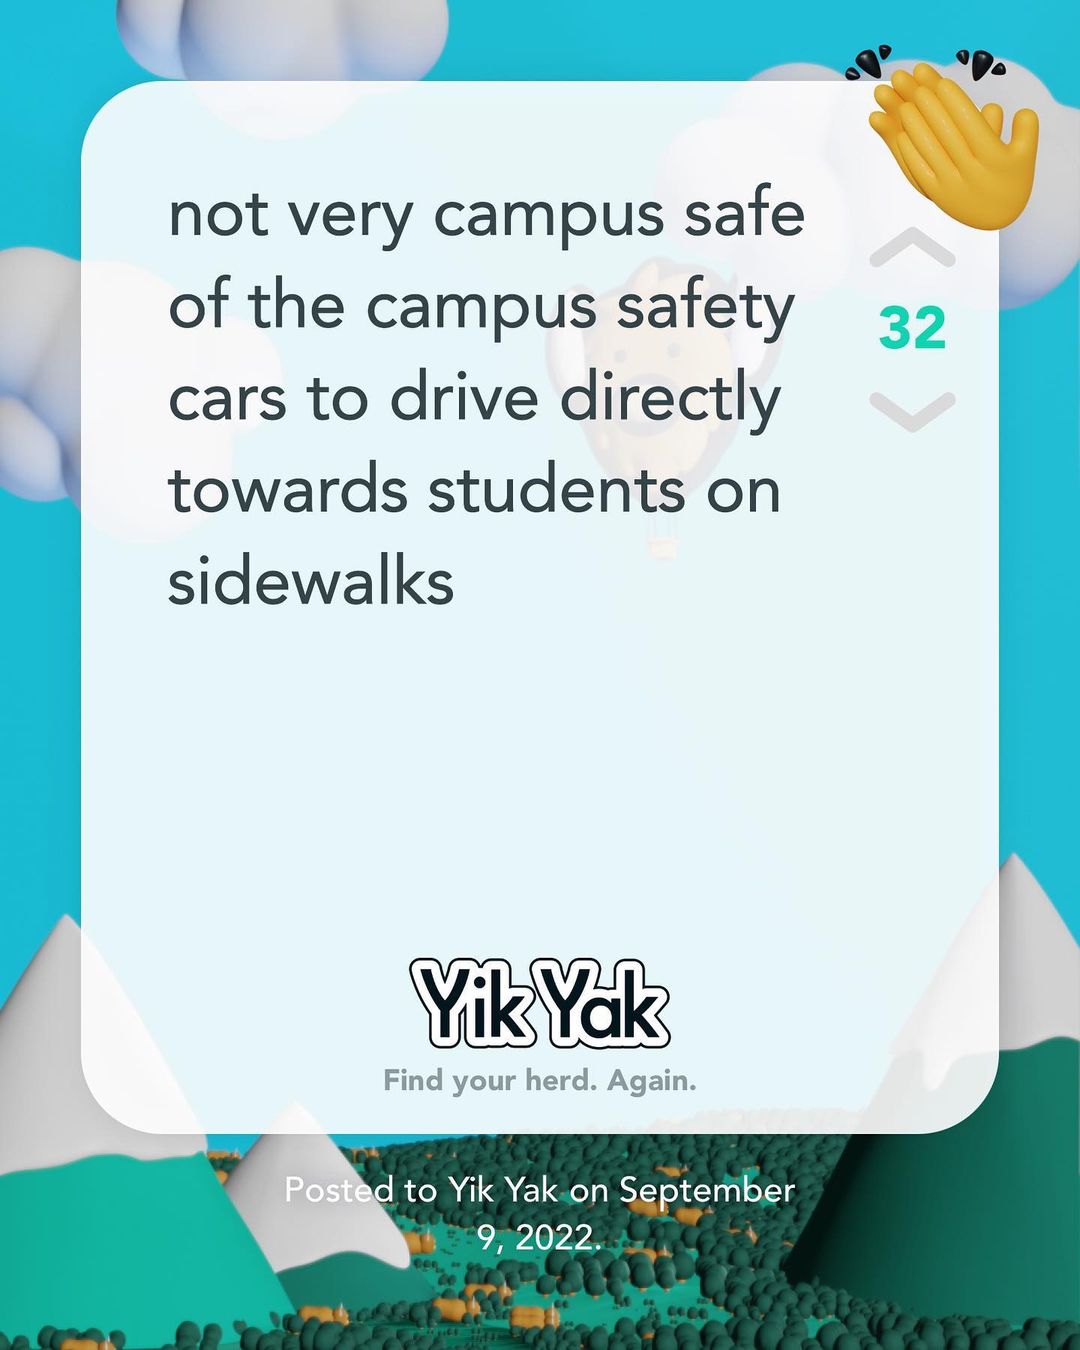 not very campus safe
of the campus safety
cars to drive directly
towards students on
sidewalks
32
Yik Yak
Find your herd. Again.
Posted to Yik Yak on September
9, 2022.